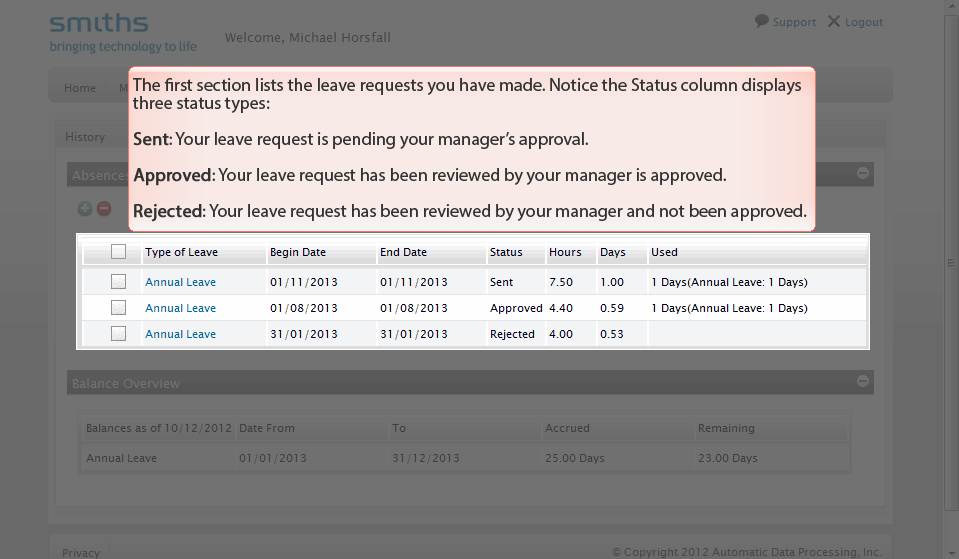 smiths
bringing technology to life
Welcome, Michael Horsfall
Support Logout
Home M
The first section lists the leave requests you have made. Notice the Status column displays
three status types:
Sent: Your leave request is pending your manager’s approval.
Approved: Your leave request has been reviewed by your manager is approved.
Rejected: Your leave request has been reviewed by your manager and not been approved.
History
Absences
Type of Leave Begin Date End Date Status Hours Days Used
Annual Leave 01/11/2013 01/11/2013 Sent 7.50 1.00 1 Days(Annual Leave: 1 Days)
Annual Leave 01/08/2013 01/08/2013 Approved 4.40 0.59 1 Days(Annual Leave: 1 Days)
Annual Leave 31/01/2013 31/01/2013 Rejected 4.00 0.53
Balance Overview
Balances as of 10/12/2012 Date From To Accrued Remaining
Annual Leave 01/01/2013 31/12/2013 25.00 Days 23.00 Days
Privacy
© Copyright 2012 Automatic Data Processing, Inc.